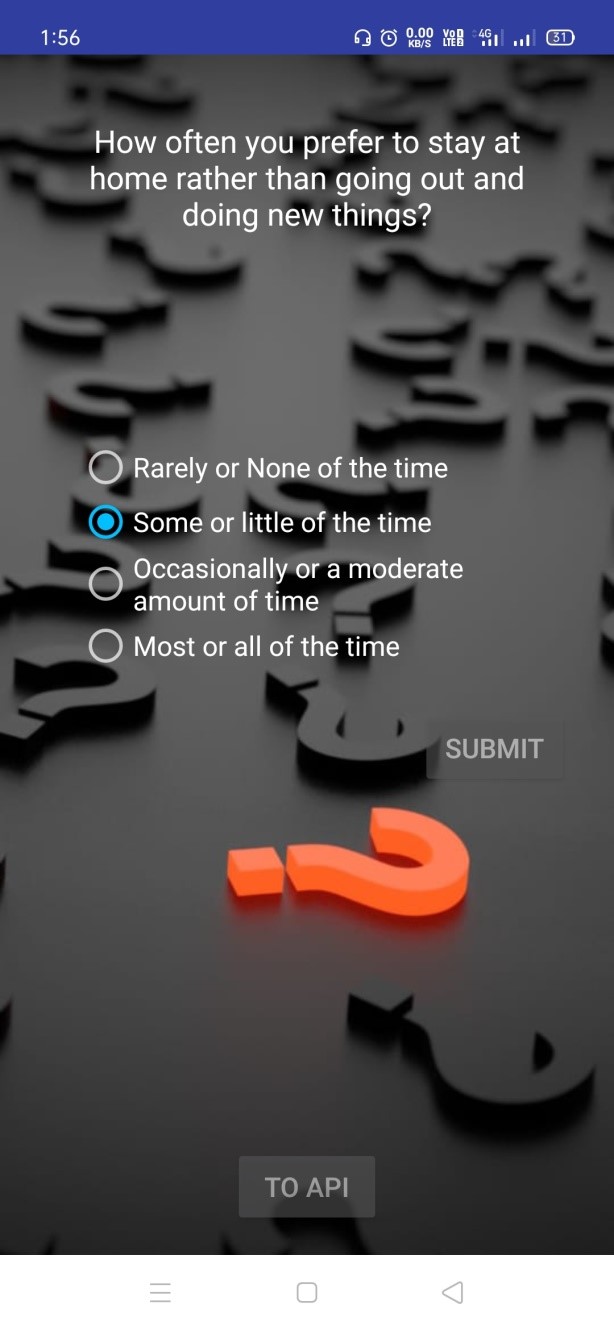 1:56
0.00
KB/S
4G
31
How often you prefer to stay at
home rather than going out and
doing new things?
Rarely or None of the time
Some or little of the time
Occasionally or a moderate
amount of time
Most or all of the time
SUBMIT
TO API